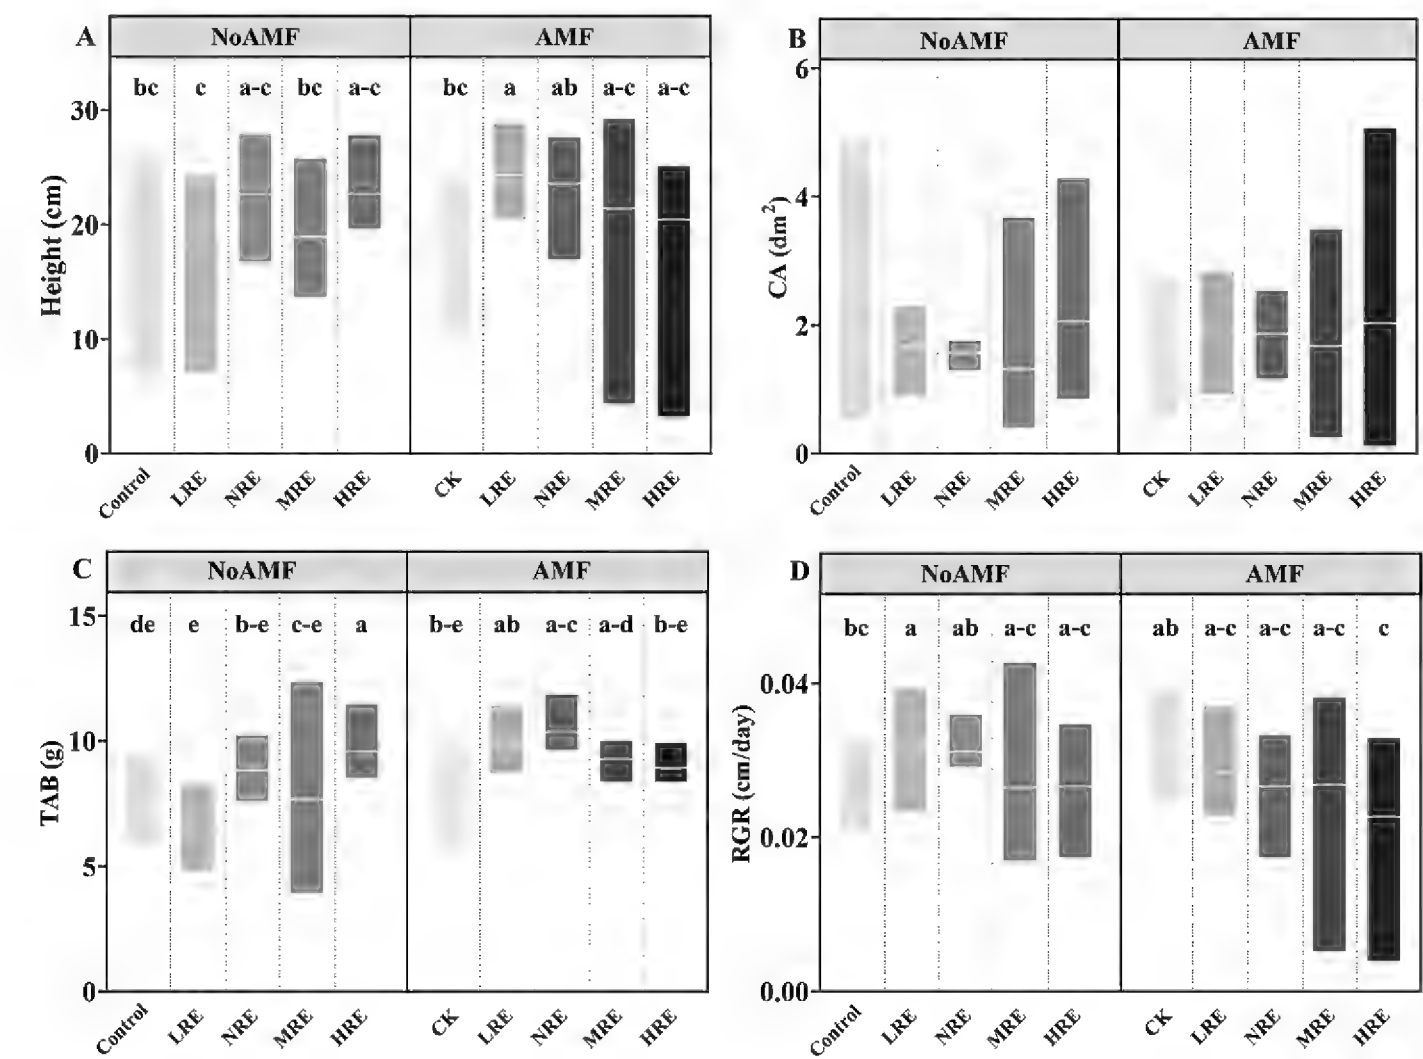 A NoAMF AMF
bc c a-c bc a-c bc a ab a-c a-c
30
20
10
0
Height (cm)
Control LRE NRE MRE HRE CK LRE NRE MRE HRE
B NoAMF AMF
6
4
2
0
CA (dm²)
Control LRE NRE MRE HRE CK LRE NRE MRE HRE
C NoAMF AMF
de e b-e c-e a b-e ab a-c a-d b-e
15
10
5
0
TAB (g)
Control LRE NRE MRE HRE CK LRE NRE MRE HRE
D NoAMF AMF
bc a ab a-c a-c ab a-c a-c a-c c
0.04
0.02
0.00
RGR (cm/day)
Control LRE NRE MRE HRE CK LRE NRE MRE HRE